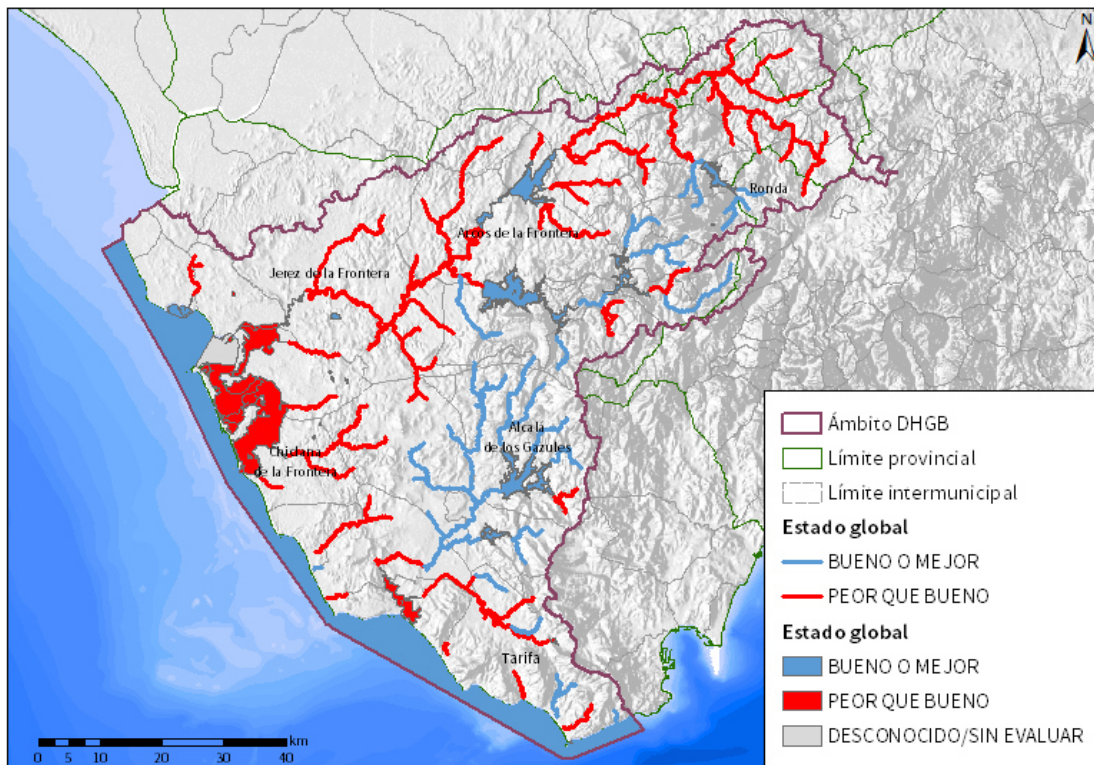 N
Ronda
Arcos de la Frontera
Jerez de la Frontera
Alcalá
de los Gazules
Chiclana
de la Frontera
Tarifa
km
0 5 10 20 30 40
Ámbito DHGB
Límite provincial
Límite intermunicipal
Estado global
BUENO O MEJOR
PEOR QUE BUENO
Estado global
BUENO O MEJOR
PEOR QUE BUENO
DESCONOCIDO/SIN EVALUAR